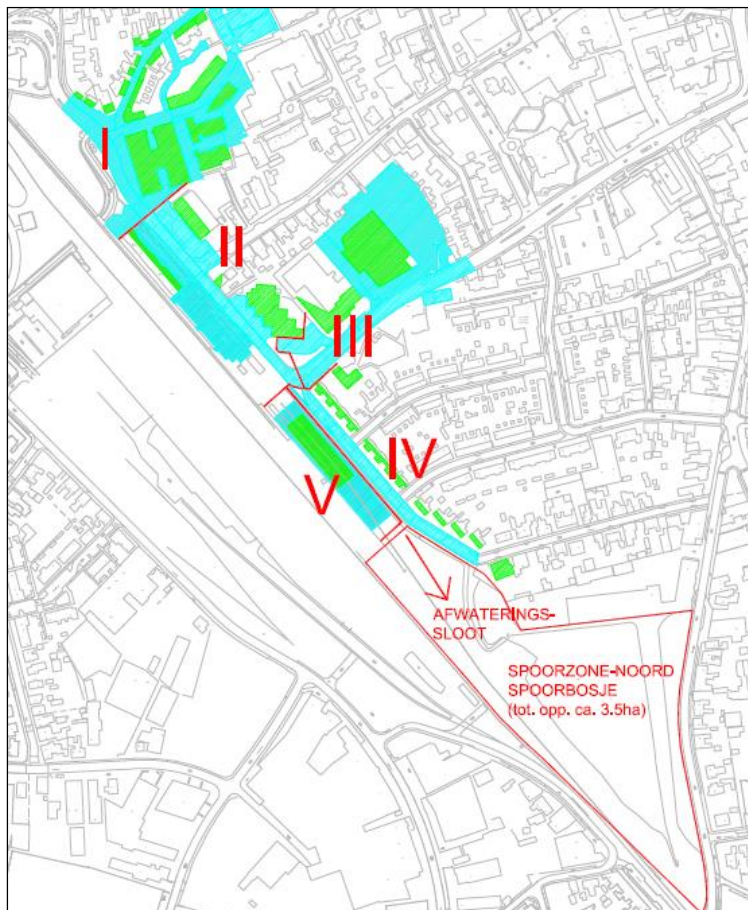 I
II
III
IV
V
AFWATERINGS-
SLOOT
SPOORZONE-NOORD
SPOORBOSJE
(tot. opp. ca. 3.5ha)